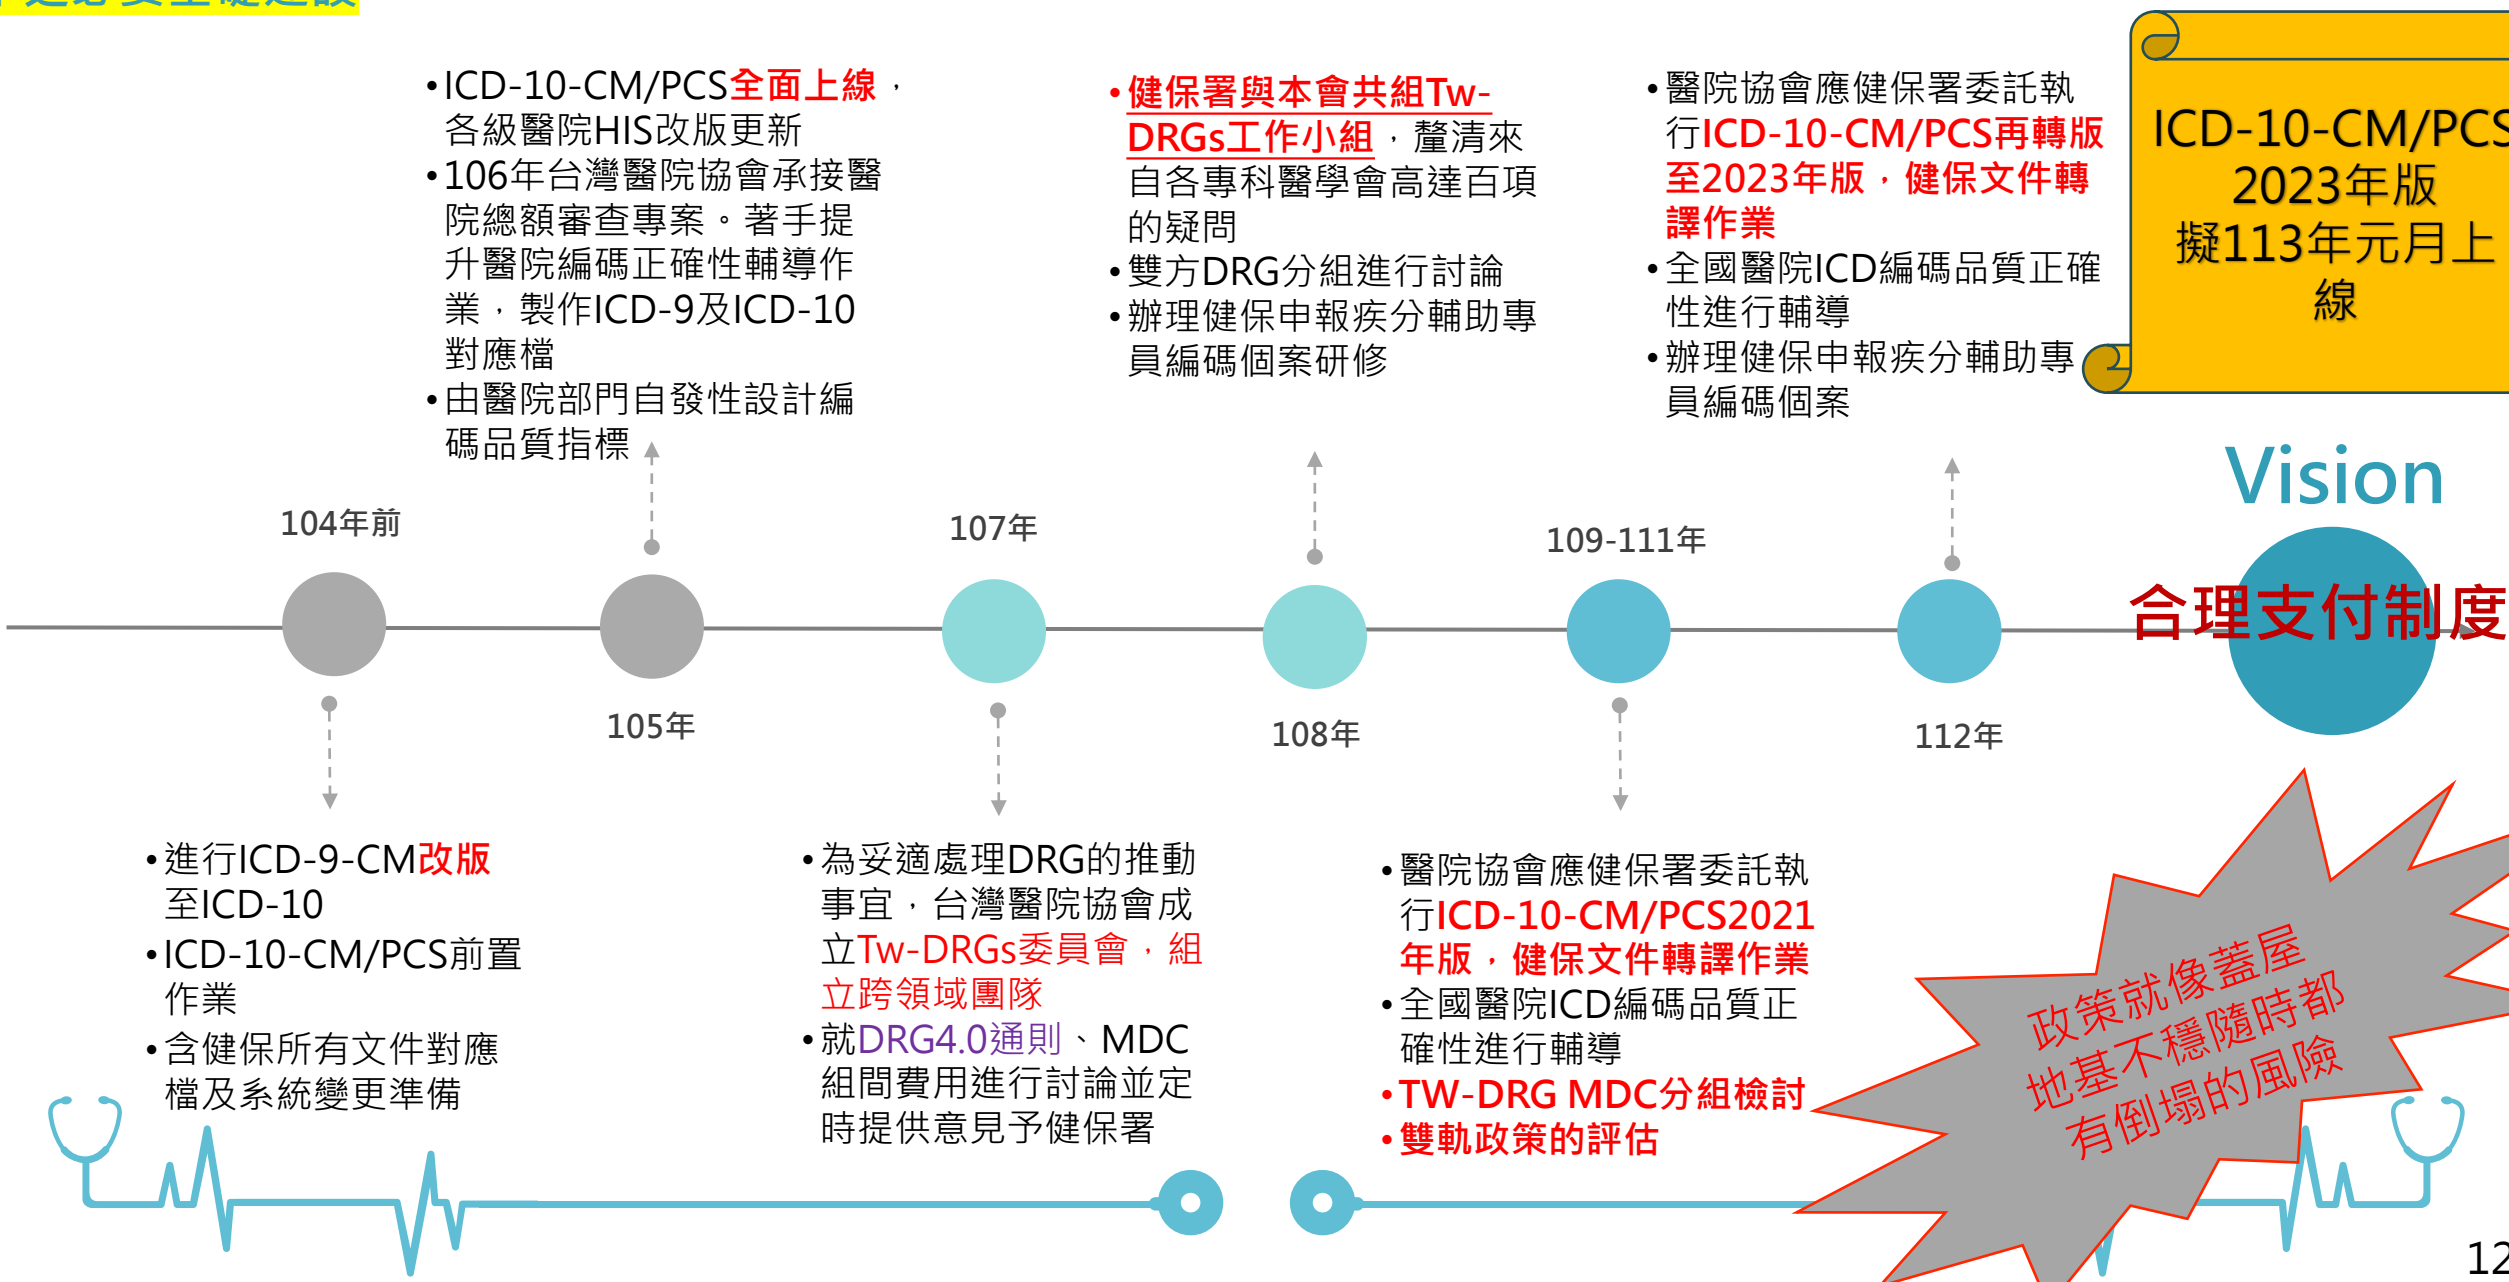 •ICD-10-CM/PCS全面上線，
各級醫院HIS改版更新
•106年台灣醫院協會承接醫
院總額審查專案。著手提
升醫院編碼正確性輔導作
業，製作ICD-9及ICD-10
對應檔
•由醫院部門自發性設計編
碼品質指標
•健保署與本會共組Tw-
DRGs工作小組，釐清來
自各專科醫學會高達百項
的疑問
•雙方DRG分組進行討論
•辦理健保申報疾分輔助專
員編碼個案研修
•醫院協會應健保署委託執
行ICD-10-CM/PCS再轉版
至2023年版，健保文件轉
譯作業
•全國醫院ICD編碼品質正確
性進行輔導
•辦理健保申報疾分輔助專
員編碼個案
ICD-10-CM/PCS
2023年版
擬113年元月上
線
Vision
104年前
107年
109-111年
合理支付制度
105年
108年
112年
•進行ICD-9-CM改版
至ICD-10
•ICD-10-CM/PCS前置
作業
•含健保所有文件對應
檔及系統變更準備
•為妥適處理DRG的推動
事宜，台灣醫院協會成
立Tw-DRGs委員會，組
立跨領域團隊
•就DRG4.0通則、MDC
組間費用進行討論並定
時提供意見予健保署
•醫院協會應健保署委託執
行ICD-10-CM/PCS2021
年版，健保文件轉譯作業
•全國醫院ICD編碼品質正
確性進行輔導
•TW-DRG MDC分組檢討
•雙軌政策的評估
政策就像蓋屋
地基不穩隨時都
有倒塌的風險
12